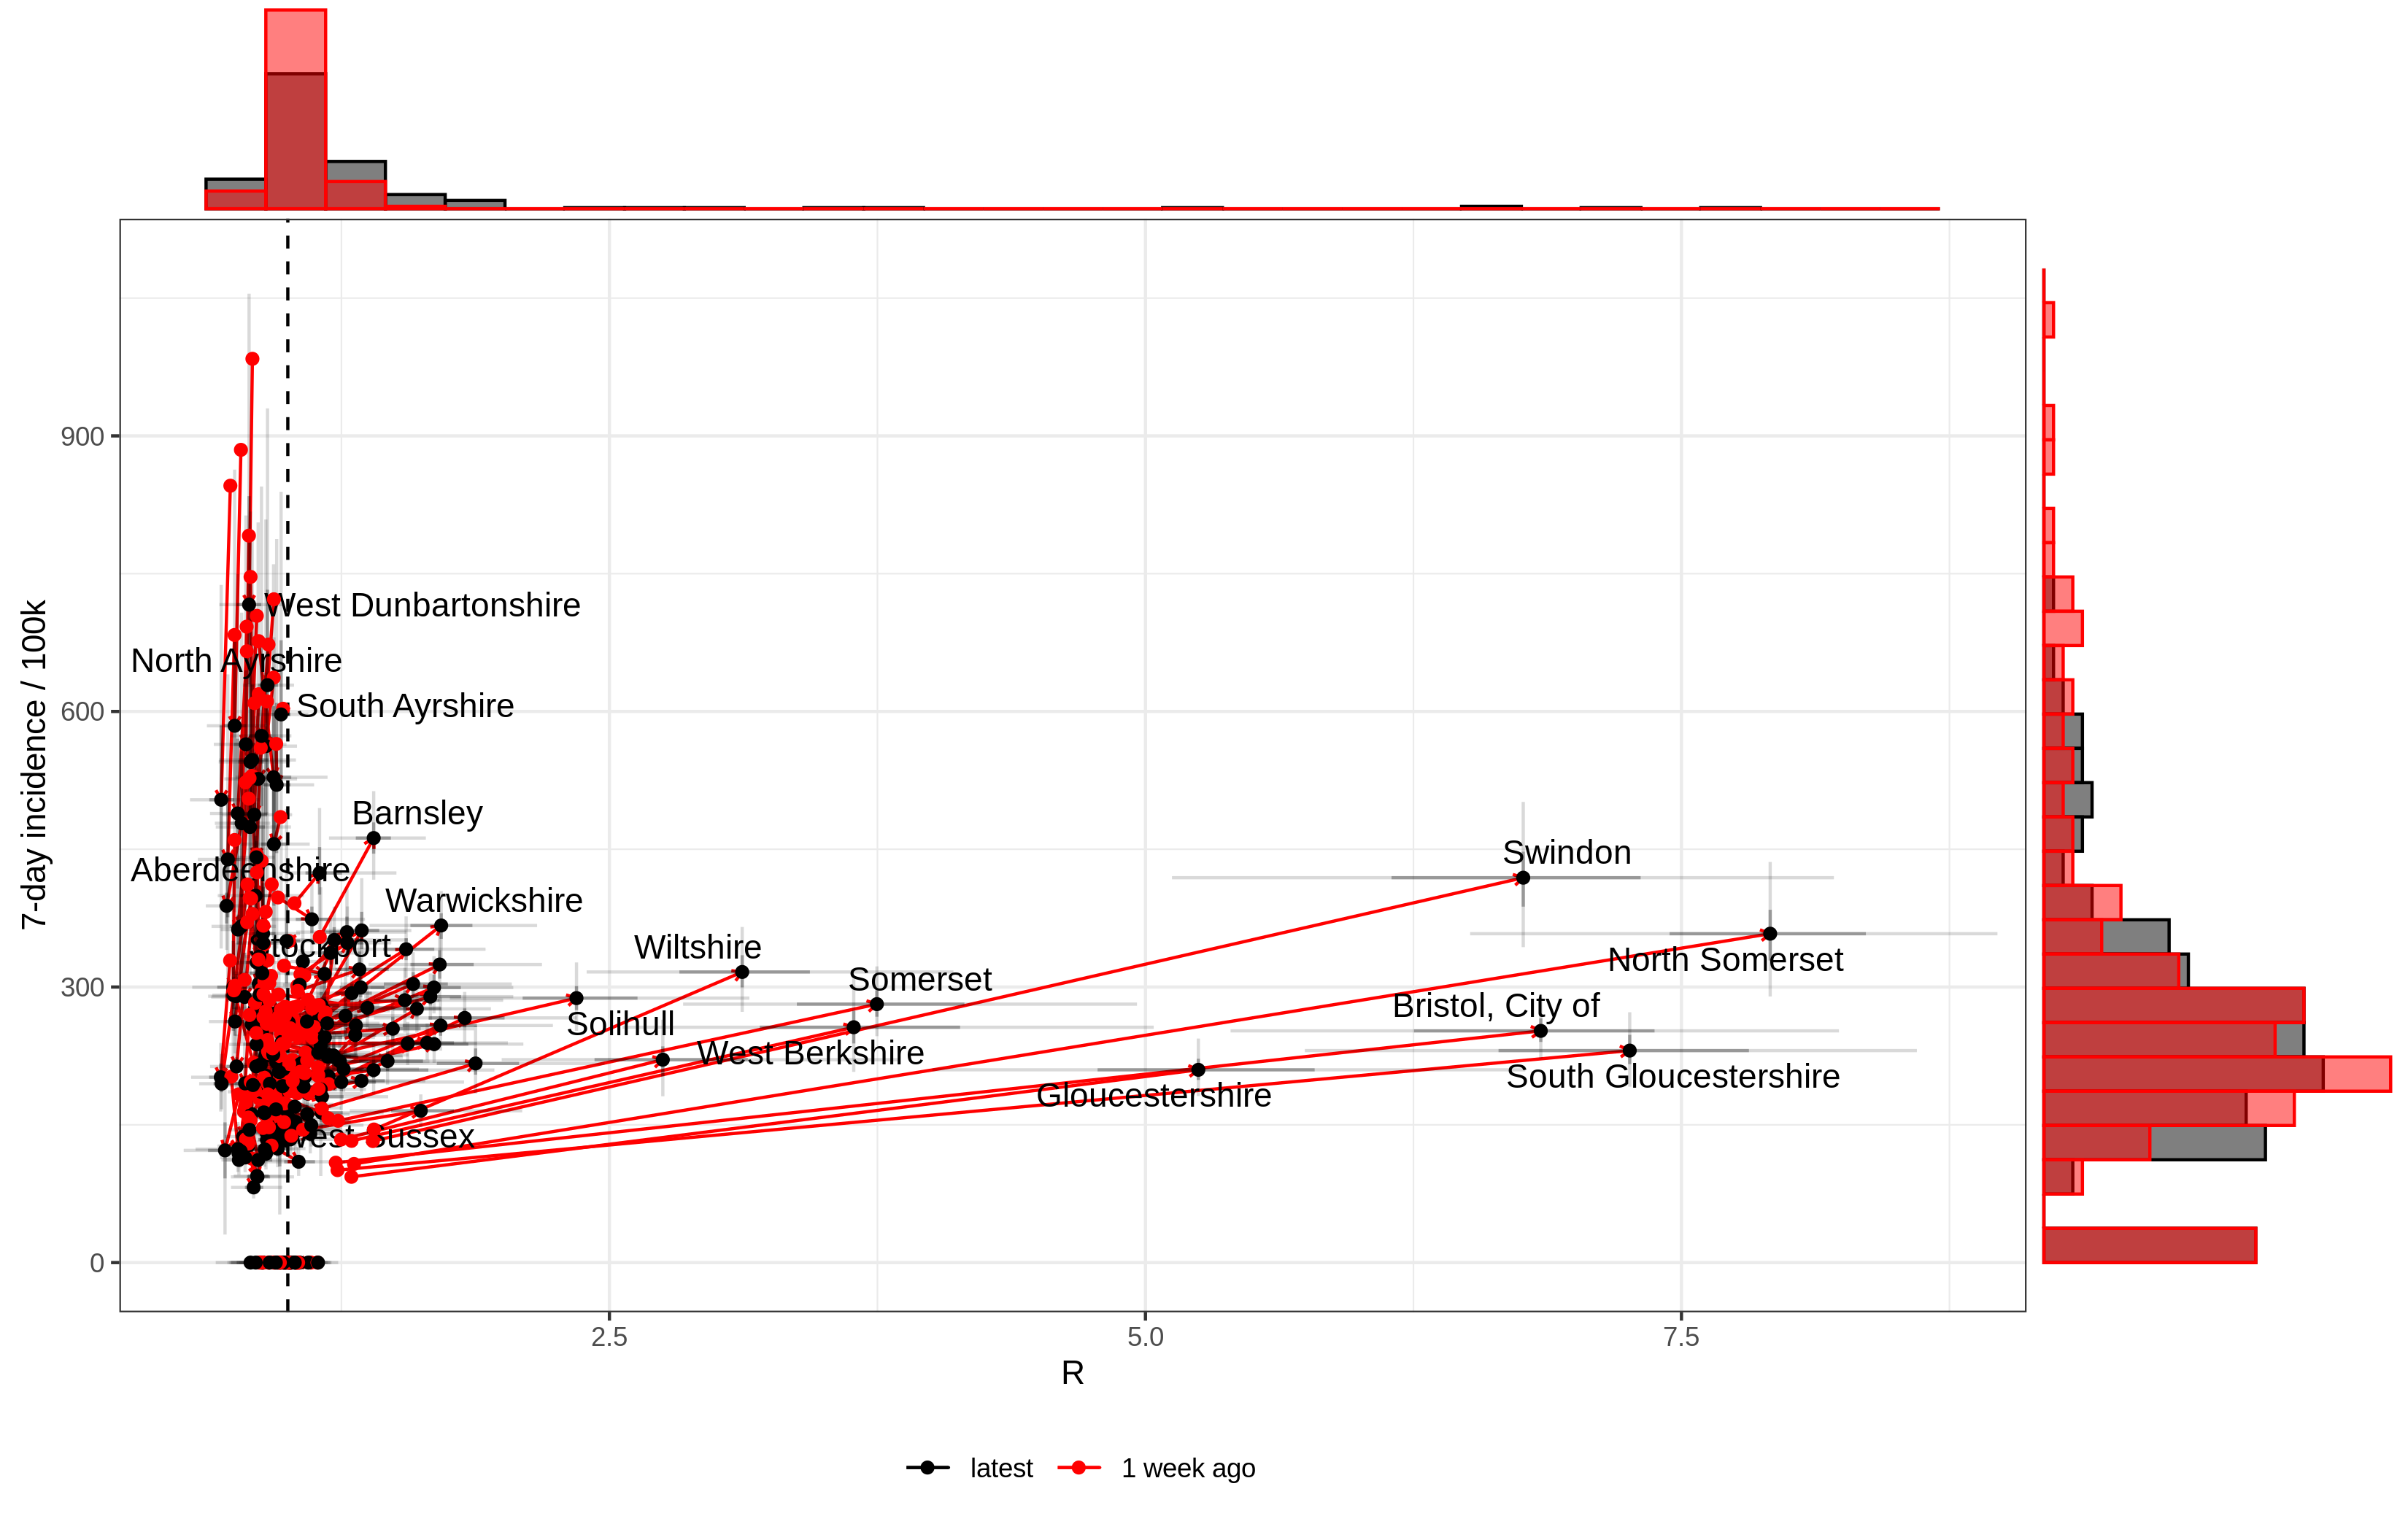 900
600
300
0
7-day incidence / 100k
West Dunbartonshire
North Ayrshire
South Ayrshire
Barnsley
Swindon
Aberdeenshire
Warwickshire
Stockport
Wiltshire
North Somerset
Somerset
Bristol, City of
Solihull
West Berkshire
South Gloucestershire
Gloucestershire
West Sussex
2.5
5.0
7.5
R
latest
1 week ago